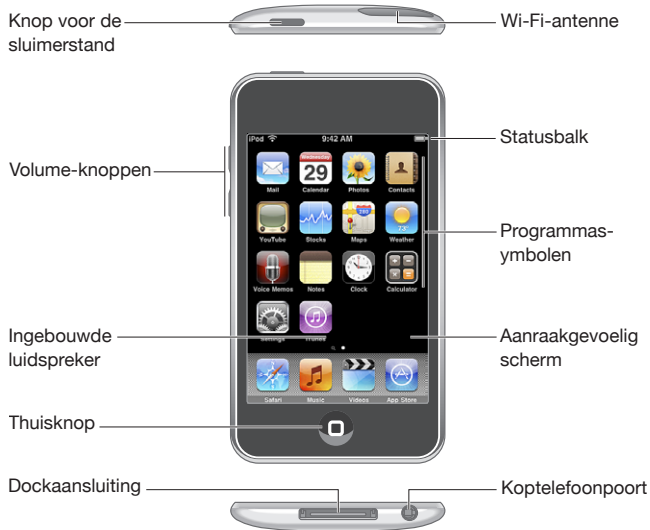 Knop voor de
sluimerstand
Wi-Fi-antenne
iPod
9:42 AM
Statusbalk
Volume-knoppen
Wednesday
29
Mail
Calendar
Photos
Contacts
280
73°
YouTube
Stocks
Maps
Weather
Programmas-
ymbolen
Voice Memos
Notes
Clock
Calculator
Ingebouwde
luidspreker
Settings
iTunes
Aanraakgevoelig
scherm
Safari
Music
Videos
App Store
Thuisknop
Dockaansluiting
Koptelefoonpoort